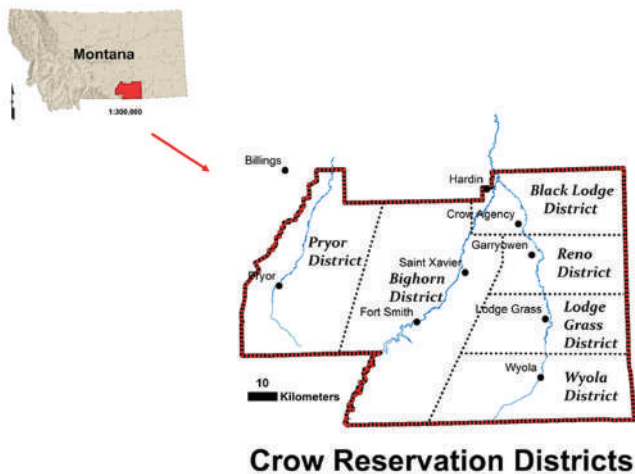 Montana
1:300,000
Billings
Hardin
Black Lodge
District
Crow Agency
Pryor
District
Garryowen
Reno
District
Saint Xavier
Bighorn
District
Pryor
Fort Smith
Lodge Grass
Lodge
Grass
District
Wyola
Wyola
District
10
Kilometers
Crow Reservation Districts